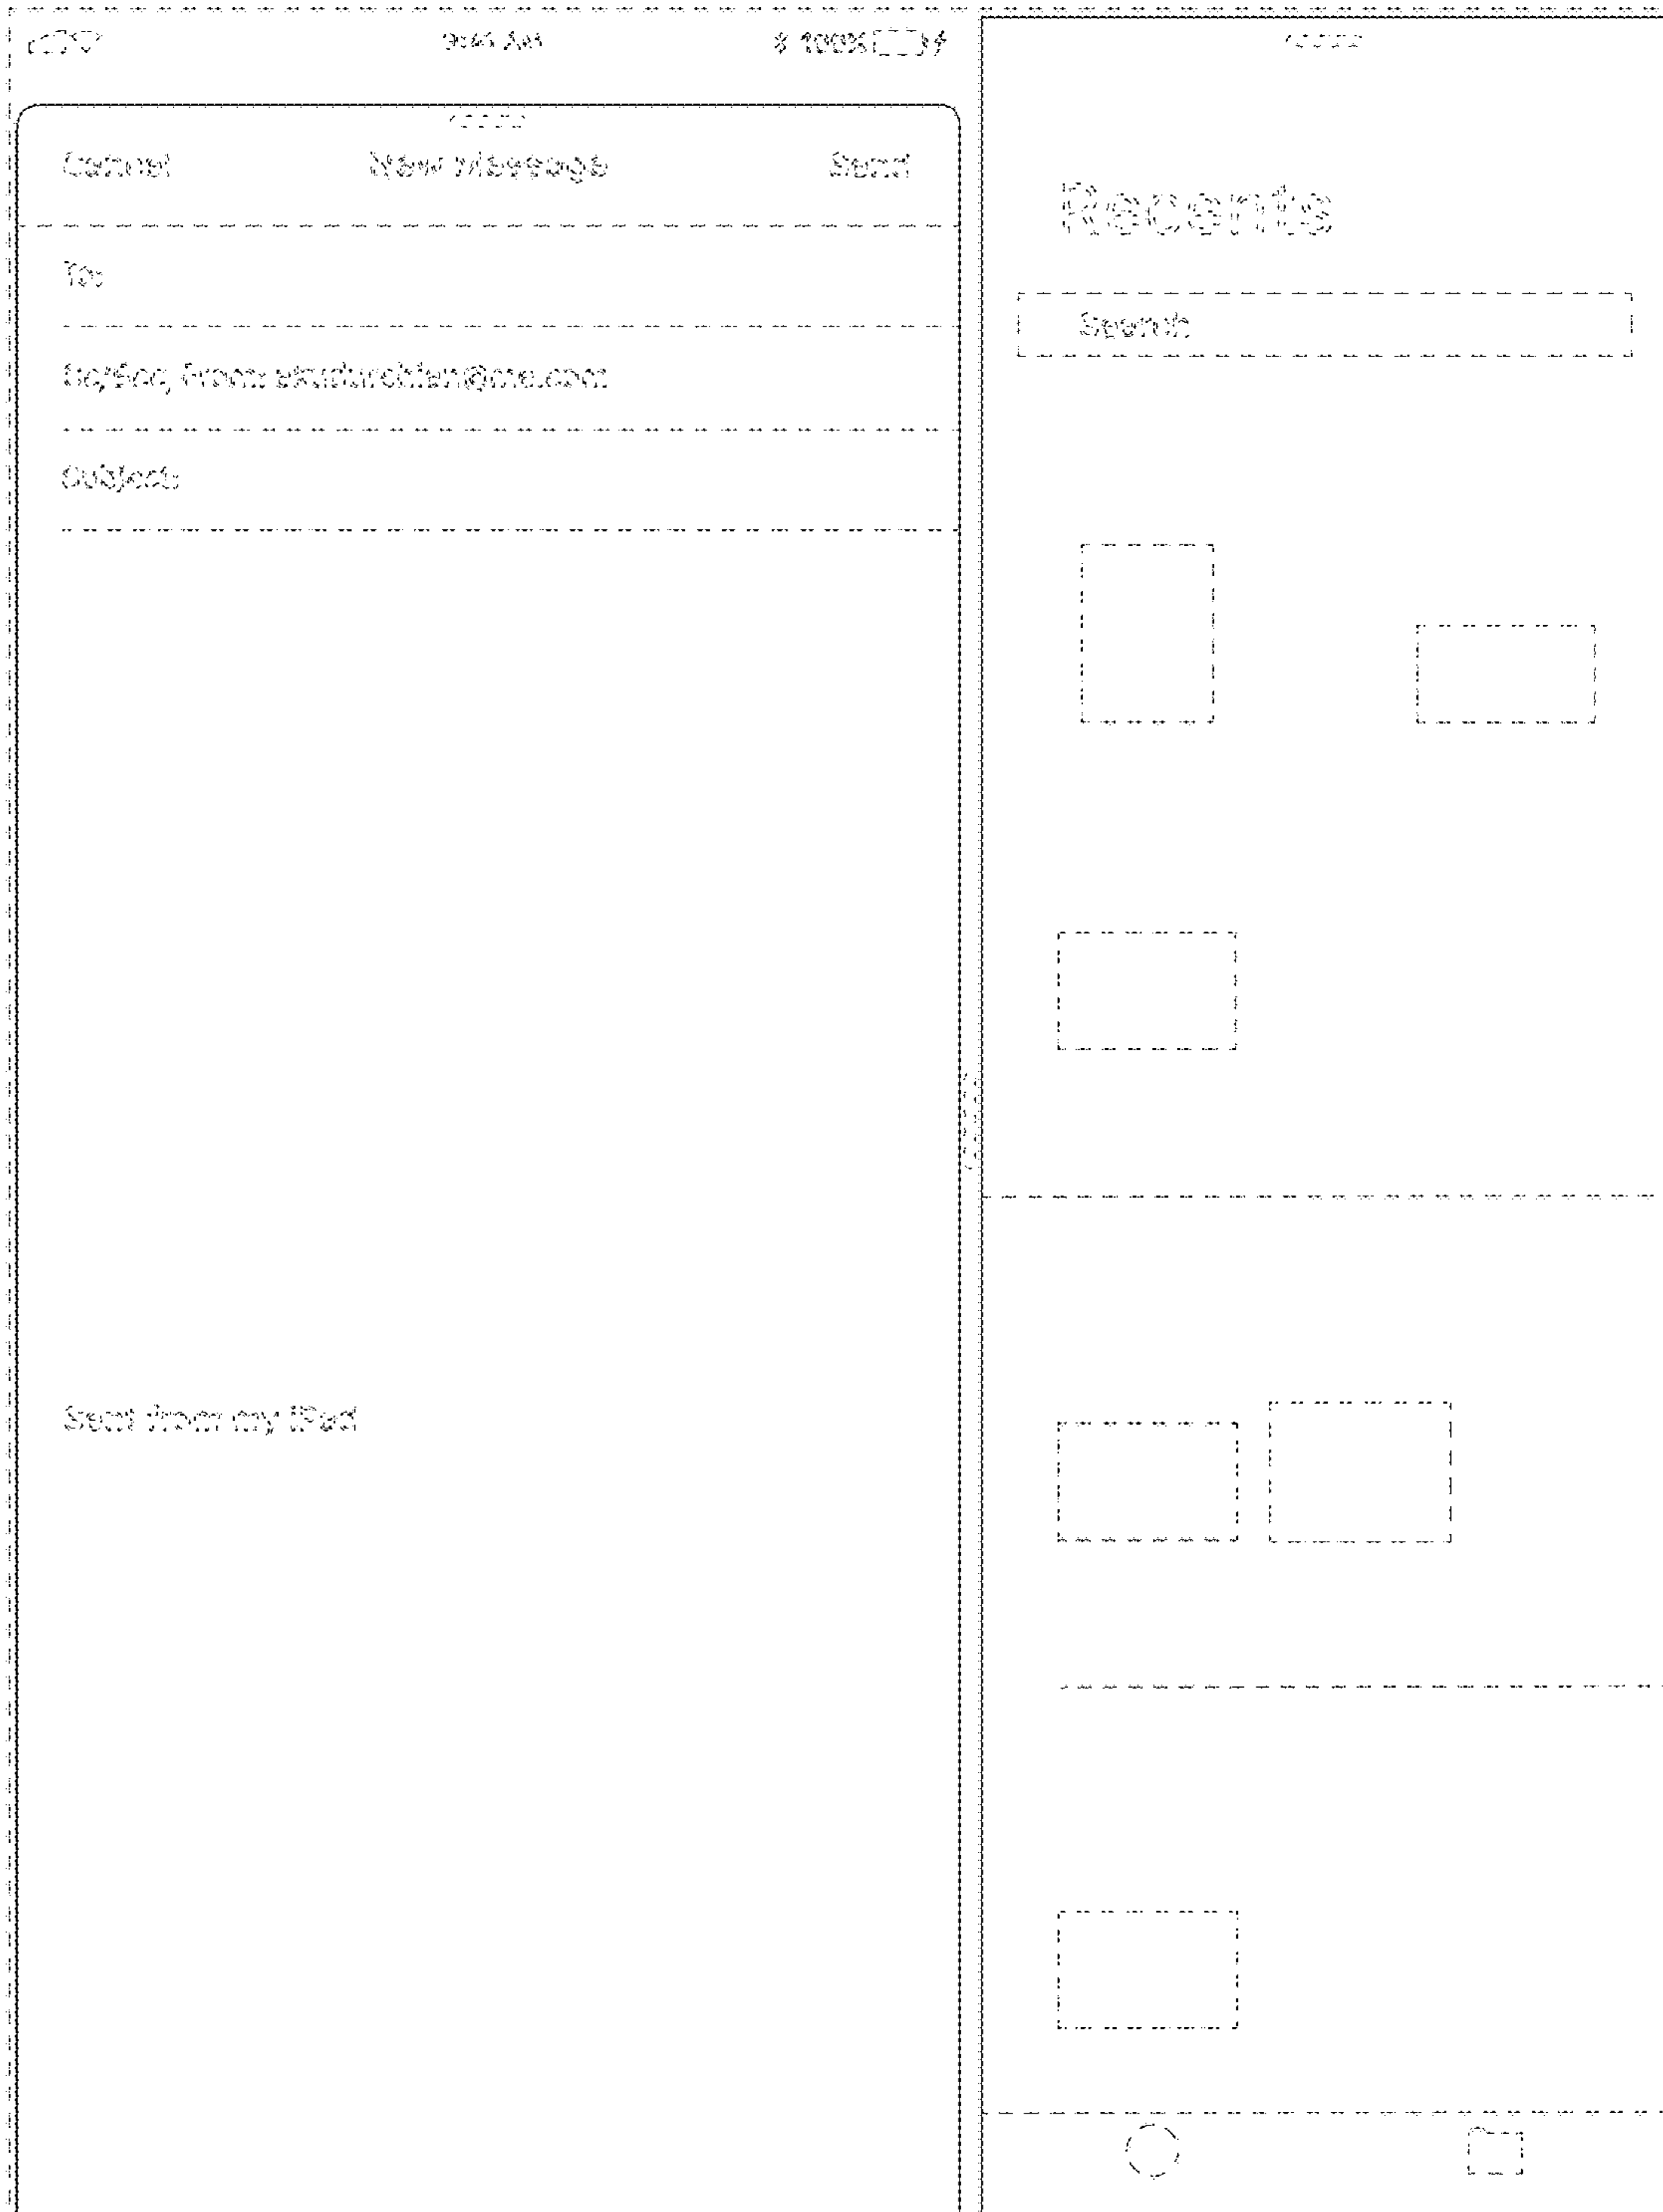 9:41 AM
100%
Cancel New Message Send
To:
Cc/Bcc, From:
Subject:
Sent from my iPad
Recents
Search